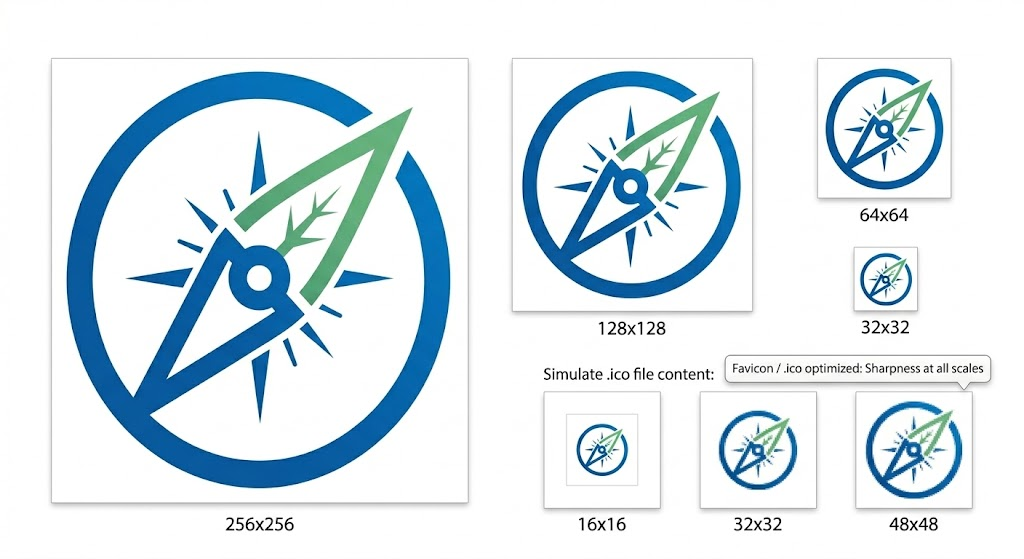 256x256
128x128
64x64
32x32
Simulate .ico file content:
Favicon / .ico optimized: Sharpness at all scales
16x16
32x32
48x48